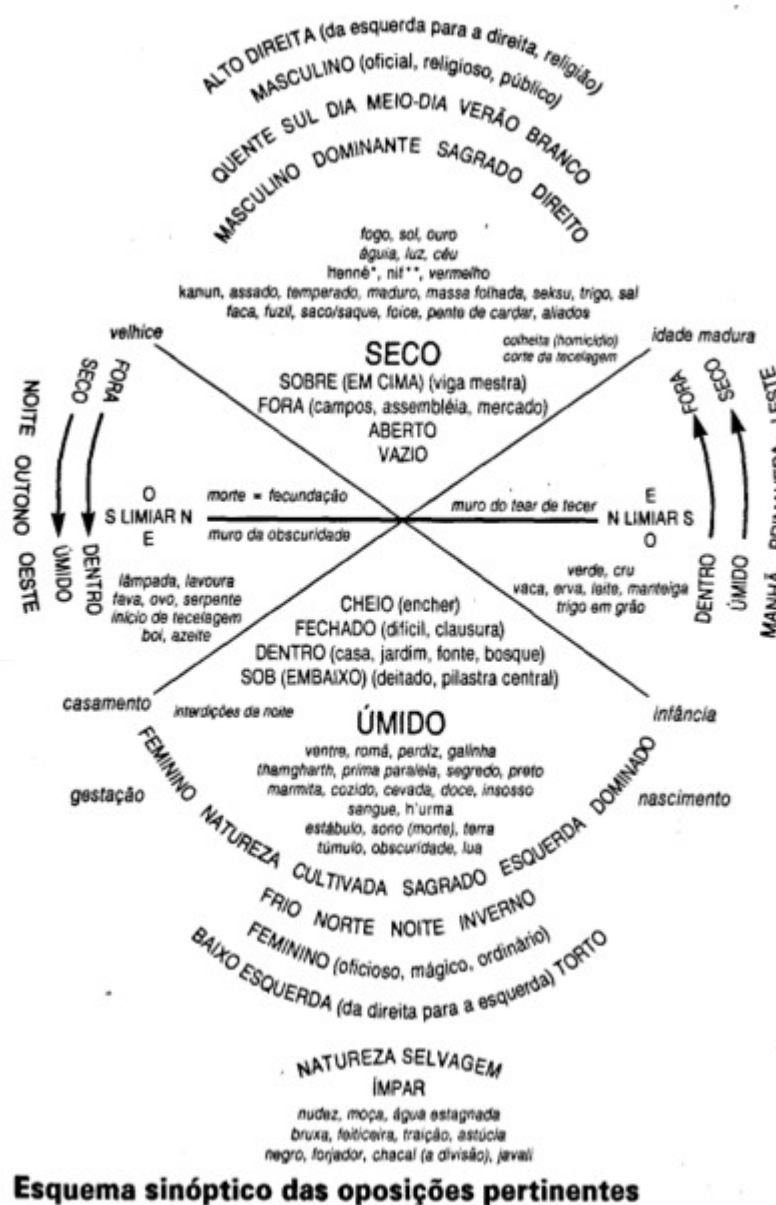 ALTO DIREITA (da esquerda para a direita, religião)
MASCULINO (oficial, religioso, público)
QUENTE SUL DIA MEIO-DIA VERÃO BRANCO
MASCULINO DOMINANTE SAGRADO DIREITO
fogo, sol, ouro
águia, luz, céu
henné*, nif**, vermelho
kanun, assado, temperado, maduro, massa folhada, seksu, trigo, sal
faca, fuzil, saco/saque, foice, pente de cardar, aliados
velhice
colheita (homicídio)
corte da tecelagem
idade madura
SECO
SOBRE (EM CIMA) (viga mestra)
FORA (campos, assembléia, mercado)
ABERTO
VAZIO
NOITE OUTONO OESTE
SECO
ÚMIDO
FORA
DENTRO
O
S LIMIAR N
E
morte = fecundação
muro da obscuridade
muro do tear de tecer
E
N LIMIAR S
O
FORA
DENTRO
SECO
ÚMIDO
MANHÃ PRIMAVERA LESTE
lâmpada, lavoura
fava, ovo, serpente
início de tecelagem
boi, azeite
verde, cru
vaca, erva, leite, manteiga
trigo em grão
CHEIO (encher)
FECHADO (difícil, clausura)
DENTRO (casa, jardim, fonte, bosque)
SOB (EMBAIXO) (deitado, pilastra central)
casamento
interdições da noite
infância
ÚMIDO
ventre, romã, perdiz, galinha
thamgharth, prima paralela, segredo, preto
marmita, cozido, cevada, doce, insosso
sangue, h'urma
estábulo, sono (morte), terra
túmulo, obscuridade, lua
gestação
nascimento
FEMININO NATUREZA CULTIVADA SAGRADO ESQUERDA DOMINADO
FRIO NORTE NOITE INVERNO
FEMININO (oficioso, mágico, ordinário)
BAIXO ESQUERDA (da direita para a esquerda) TORTO
NATUREZA SELVAGEM
ÍMPAR
nudez, moça, água estagnada
bruxa, feiticeira, traição, astúcia
negro, forjador, chacal (a divisão), javali
Esquema sinóptico das oposições pertinentes